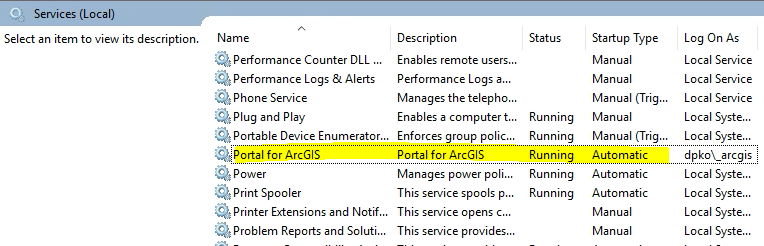 Services (Local)
Select an item to view its description.
Name Description Status Startup Type Log On As
Performance Counter DLL ... Enables remote users... Manual Local Service
Performance Logs & Alerts Performance Logs a... Manual Local Service
Phone Service Manages the telepho... Manual (Trig... Local Service
Plug and Play Enables a computer t... Running Manual Local Syste...
Portable Device Enumerator... Enforces group polic... Running Manual (Trig... Local Syste...
Portal for ArcGIS Portal for ArcGIS Running Automatic dpko\_arcgis
Power Manages power poli... Running Automatic Local Syste...
Print Spooler This service spools p... Running Automatic Local Syste...
Printer Extensions and Notif... This service opens c... Manual Local Syste...
Problem Reports and Solutio... This service provides... Manual Local Syste...